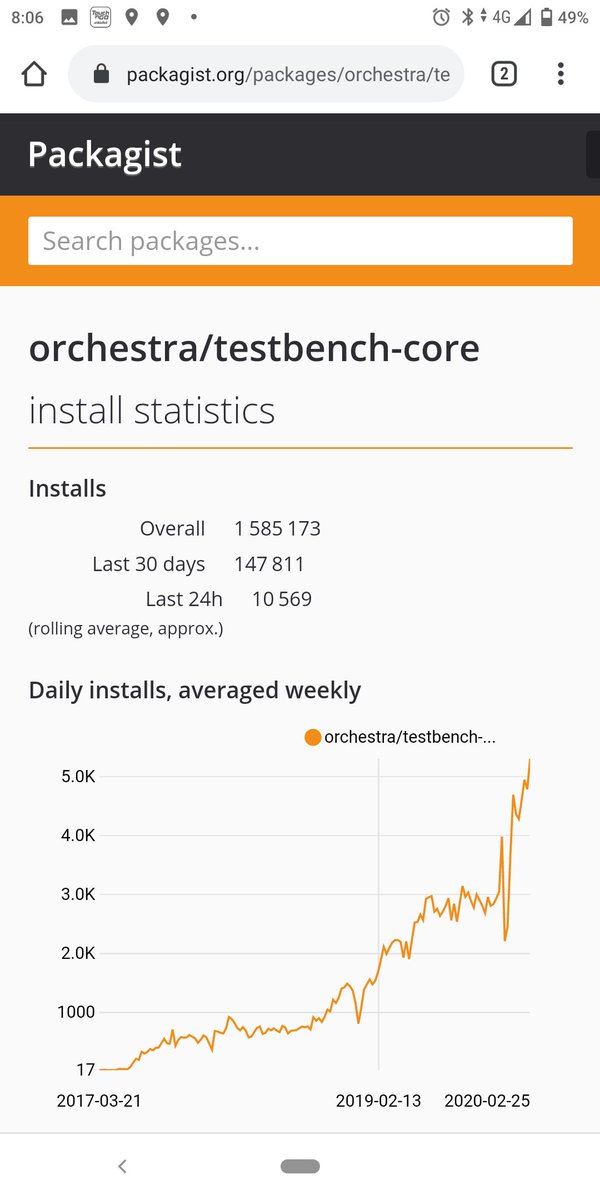 8:06 4G 49%
packagist.org/packages/orchestra/te 2
Packagist
Search packages...
orchestra/testbench-core
install statistics
Installs
Overall 1 585 173
Last 30 days 147 811
Last 24h 10 569
(rolling average, approx.)
Daily installs, averaged weekly
orchestra/testbench-...
5.0K
4.0K
3.0K
2.0K
1000
17
2017-03-21 2019-02-13 2020-02-25